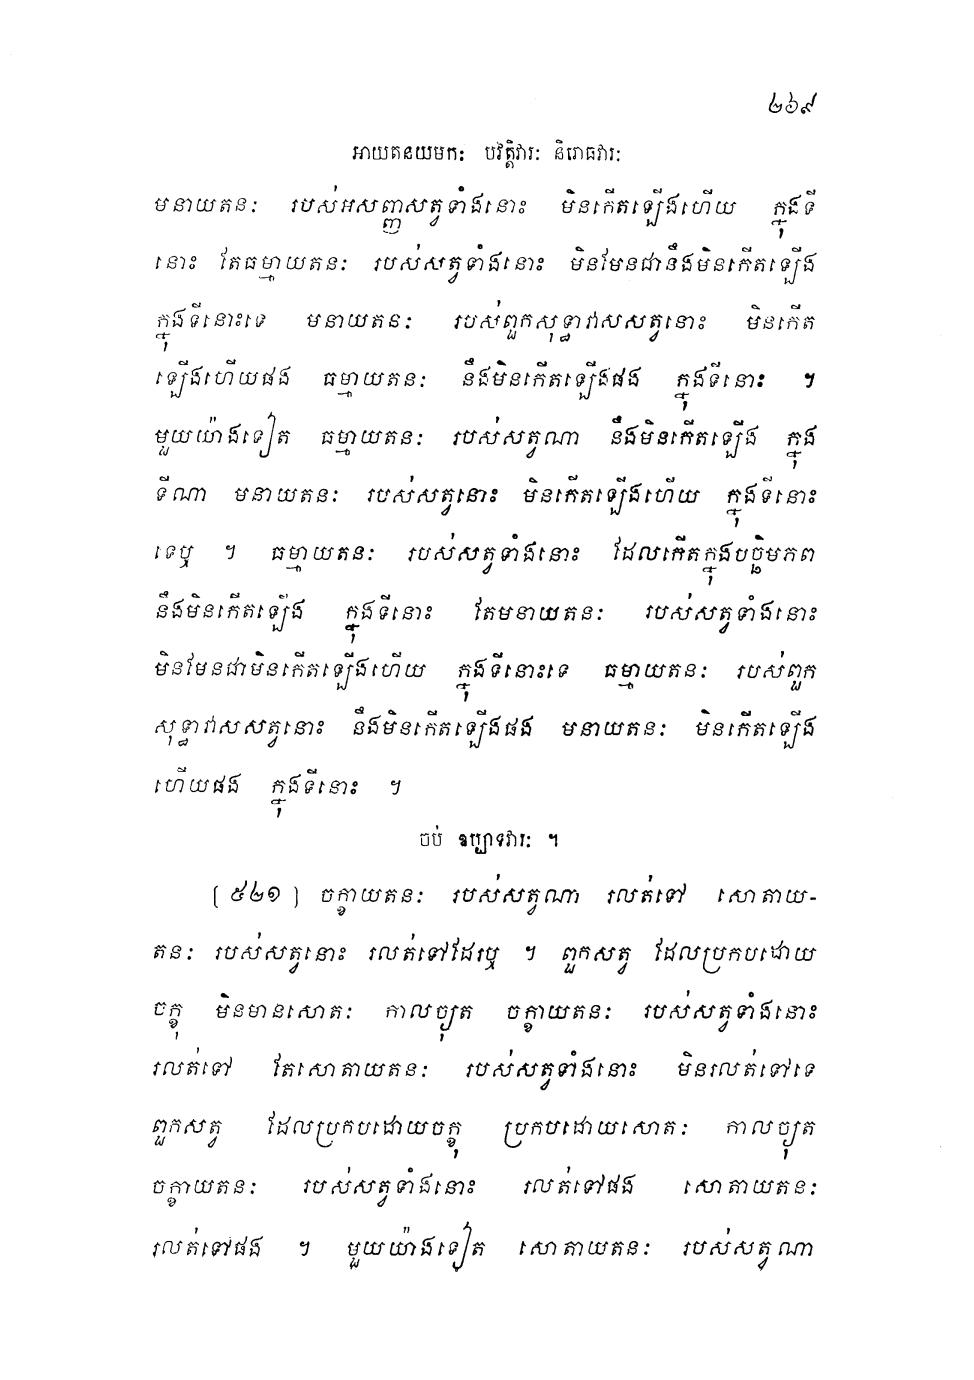 ២៦៩
អាយតនយមកៈ បវត្តិវារៈ និរោធវារៈ
មនាយតនៈ របស់អសញ្ញសត្វទាំងនោះ មិនកើតឡើងហើយ ក្នុងទី
នោះ តែធម្មាយតនៈ របស់សត្វទាំងនោះ មិនមែនជានឹងមិនកើតឡើង
ក្នុងទីនោះទេ មនាយតនៈ របស់ពួកសុទ្ធាវាសសត្វនោះ មិនកើត
ឡើងហើយផង ធម្មាយតនៈ នឹងមិនកើតឡើងផង ក្នុងទីនោះ ។
មួយយ៉ាងទៀត ធម្មាយតនៈ របស់សត្វណា នឹងមិនកើតឡើង ក្នុង
ទីណា មនាយតនៈ របស់សត្វនោះ មិនកើតឡើងហើយ ក្នុងទីនោះ
ទេឬ ។ ធម្មាយតនៈ របស់សត្វទាំងនោះ ដែលកើតក្នុងបច្ឆិមភព
នឹងមិនកើតឡើង ក្នុងទីនោះ តែមនាយតនៈ របស់សត្វទាំងនោះ
មិនមែនជាមិនកើតឡើងហើយ ក្នុងទីនោះទេ ធម្មាយតនៈ របស់ពួក
សុទ្ធាវាសសត្វនោះ នឹងមិនកើតឡើងផង មនាយតនៈ មិនកើតឡើង
ហើយផង ក្នុងទីនោះ ។
ចប់ ឧប្បាទវារៈ ។
(៥៤១) ចក្ខាយតនៈ របស់សត្វណា រលត់ទៅ សោតាយ-
តនៈ របស់សត្វនោះ រលត់ទៅដែរឬ ។ ពួកសត្វ ដែលប្រកបដោយ
ចក្ខុ មិនមានសោតៈ កាលច្យុត ចក្ខាយតនៈ របស់សត្វទាំងនោះ
រលត់ទៅ តែសោតាយតនៈ របស់សត្វទាំងនោះ មិនរលត់ទៅទេ
ពួកសត្វ ដែលប្រកបដោយចក្ខុ ប្រកបដោយសោតៈ កាលច្យុត
ចក្ខាយតនៈ របស់សត្វទាំងនោះ រលត់ទៅផង សោតាយតនៈ
រលត់ទៅផង ។ មួយយ៉ាងទៀត សោតាយតនៈ របស់សត្វណា